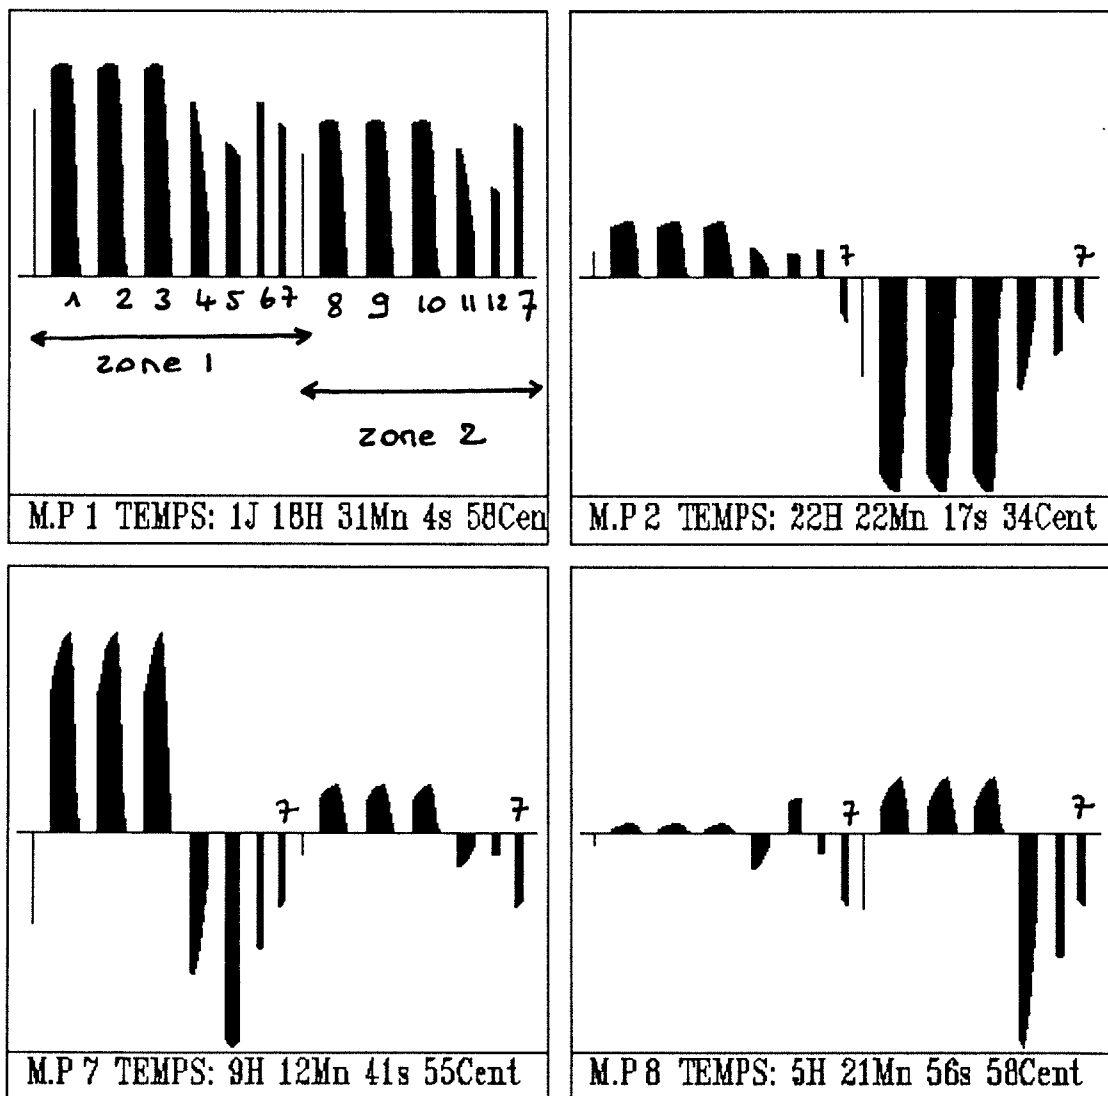 1 2 3 4 5 6 7 8 9 10 11 12 7
zone 1
zone 2
M.P 1 TEMPS: 1J 18H 31Mn 4s 58Cen
7 7
M.P 2 TEMPS: 22H 22Mn 17s 34Cent
7 7
M.P 7 TEMPS: 9H 12Mn 41s 55Cent
7 7
M.P 8 TEMPS: 5H 21Mn 56s 58Cent